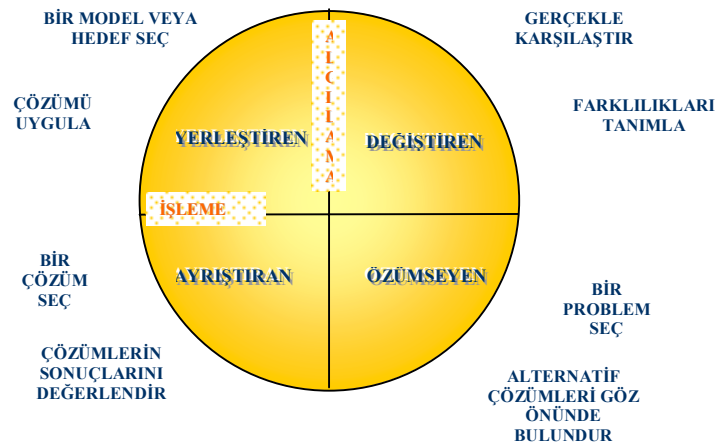 BİR MODEL VEYA
HEDEF SEÇ
GERÇEKLE
KARŞILAŞTIR
ÇÖZÜMÜ
UYGULA
FARKLILIKLARI
TANIMLA
ALGILAMA
YERLEŞTİREN
DEĞİŞTİREN
İŞLEME
AYRIŞTIRAN
ÖZÜMSEYEN
BİR
ÇÖZÜM
SEÇ
BİR
PROBLEM
SEÇ
ÇÖZÜMLERİN
SONUÇLARINI
DEĞERLENDİR
ALTERNATİF
ÇÖZÜMLERİ GÖZ
ÖNÜNDE
BULUNDUR